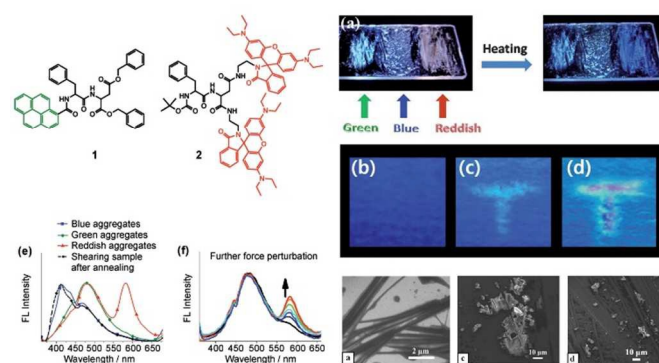 O
O
H
N
N
H
O
O
O
1
O
H
N
O
N
H
O
HN
O
NH
2
N
O
N
N
O
N
O
N
O
N
(a)
Heating
Green
Blue
Reddish
(b)
(c)
(d)
(e)
Blue aggregates
Green aggregates
Reddish aggregates
Shearing sample
after annealing
FL Intensity
400 450 500 550 600 650
Wavelength / nm
(f)
Further force perturbation
FL Intensity
400 450 500 550 600 650
Wavelength / nm
a
2 μm
c
10 μm
d
10 μm